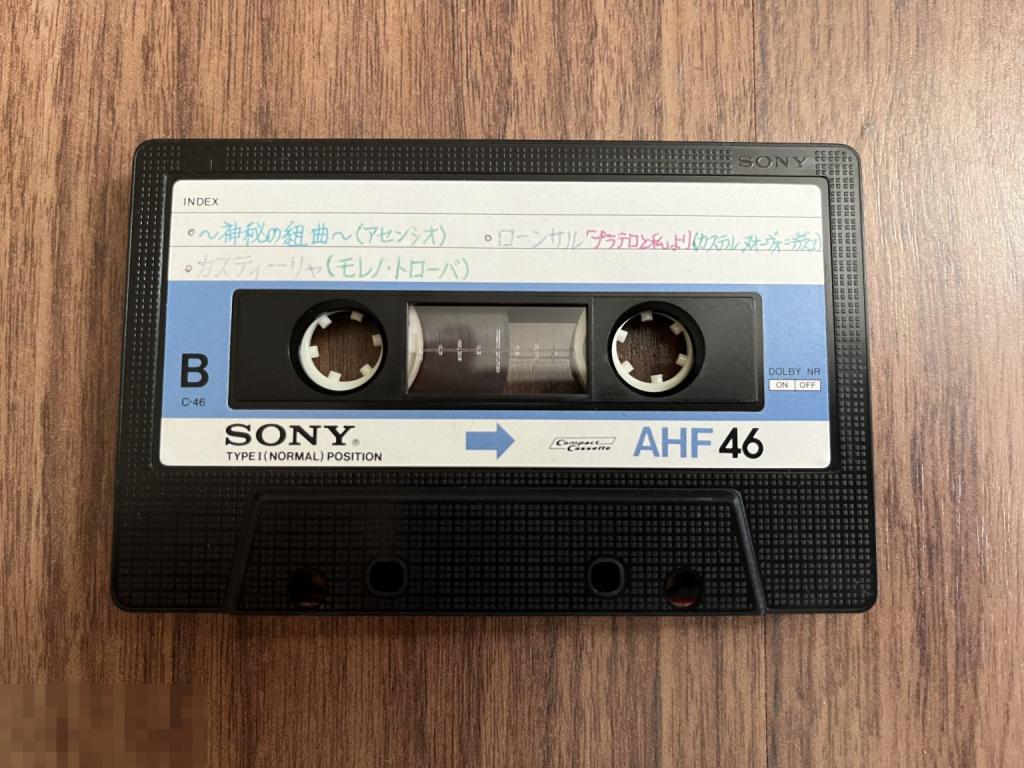 SONY
INDEX
～神秘の組曲～(アセンシオ) ロンサル「プラテロと私」より(カステルヌオーヴォ=テデスコ)
カスティーリャ(モレノ・トローバ)
B
C-46
DOLBY NR
ON OFF
SONY®
TYPE I (NORMAL) POSITION
Compact Cassette
AHF 46